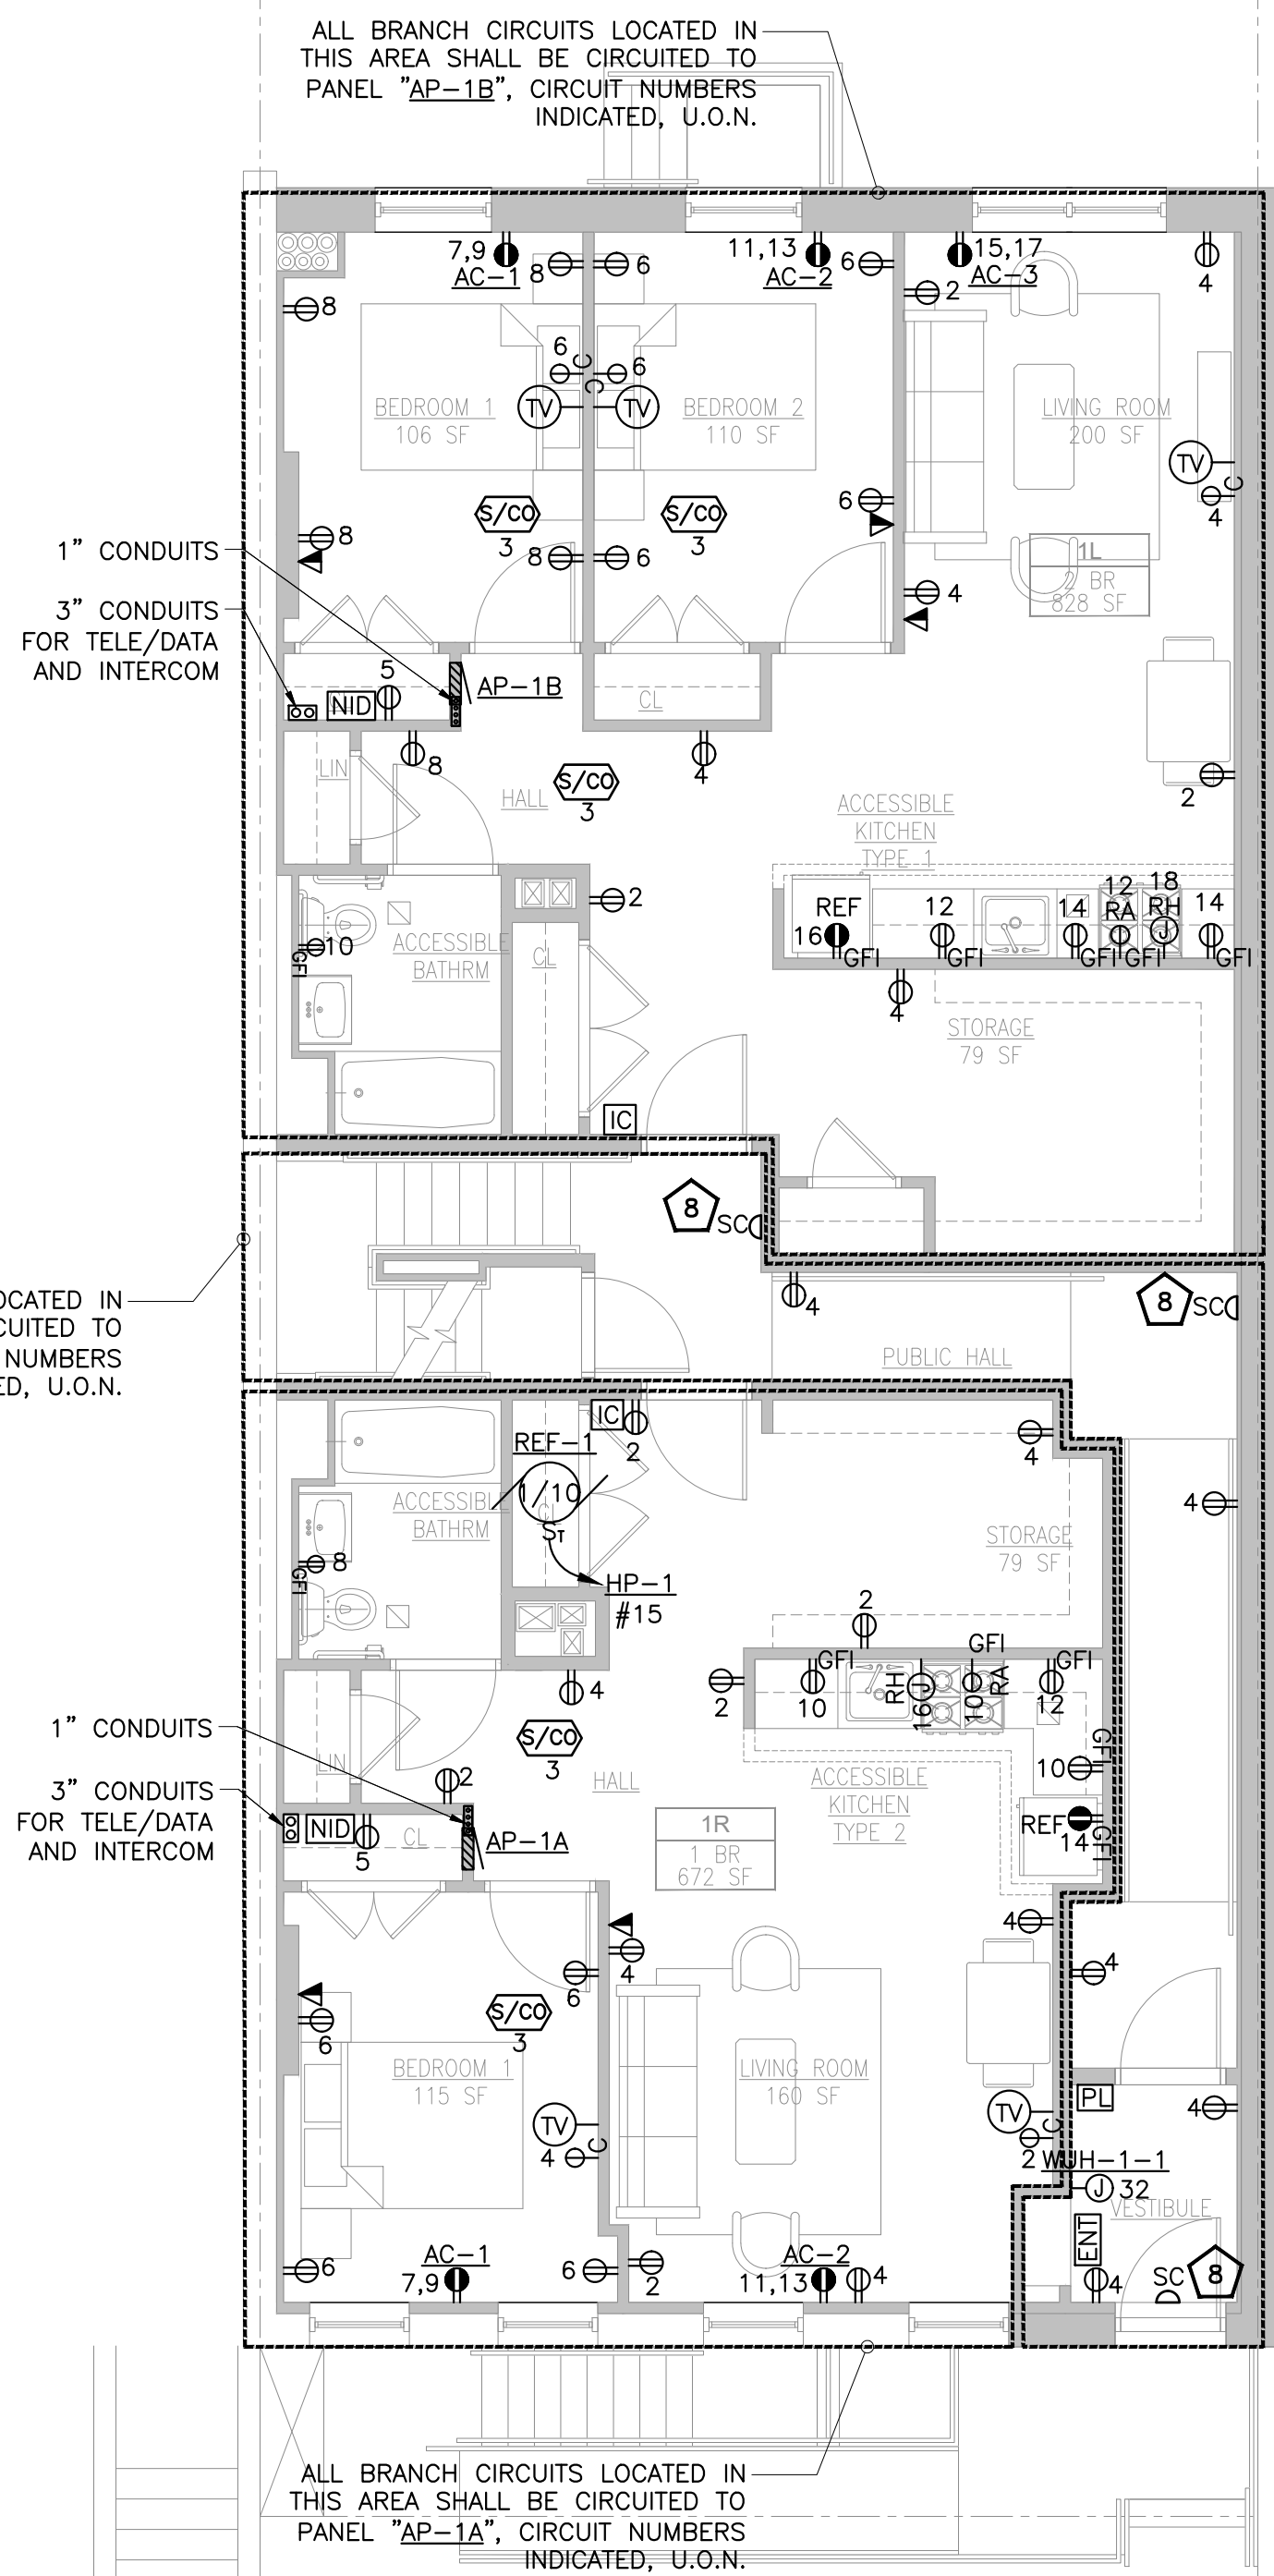 ALL BRANCH CIRCUITS LOCATED IN
THIS AREA SHALL BE CIRCUITED TO
PANEL "AP-1B", CIRCUIT NUMBERS
INDICATED, U.O.N.
7,9
AC-1
8
6
11,13
AC-2
6
15,17
AC-3
2
4
8
6
C
C
6
TV
TV
BEDROOM 1
106 SF
BEDROOM 2
110 SF
LIVING ROOM
200 SF
TV
C
4
S/CO
3
S/CO
3
6
8
8
6
1" CONDUITS
1L
2 BR
828 SF
4
3" CONDUITS
FOR TELE/DATA
AND INTERCOM
5
NID
AP-1B
CL
8
4
LIN
S/CO
3
HALL
2
ACCESSIBLE
KITCHEN
TYPE 1
2
REF
16
GFI
12
GFI
14
GFI
12
RA
GFI
18
RH
J
14
GFI
10
GFI
ACCESSIBLE
BATHRM
CL
4
STORAGE
79 SF
IC
8
SC
LOCATED IN
CUITED TO
NUMBERS
ED, U.O.N.
4
8
SC
PUBLIC HALL
IC
2
4
REF-1
1/10
CL
ST
4
ACCESSIBLE
BATHRM
STORAGE
79 SF
8
GFI
HP-1
#15
2
GFI
GFI
GFI
4
2
10
RH
J
16
10
RA
12
1" CONDUITS
S/CO
3
GFI
10
LIN
2
HALL
ACCESSIBLE
KITCHEN
TYPE 2
3" CONDUITS
FOR TELE/DATA
AND INTERCOM
NID
5
CL
AP-1A
1R
1 BR
672 SF
REF
14
GFI
4
4
6
4
6
S/CO
3
BEDROOM 1
115 SF
LIVING ROOM
160 SF
TV
C
4
TV
C
2
PL
4
WUH-1-1
J
32
VESTIBULE
ENT
6
AC-1
7,9
6
2
AC-2
11,13
4
4
SC
8
ALL BRANCH CIRCUITS LOCATED IN
THIS AREA SHALL BE CIRCUITED TO
PANEL "AP-1A", CIRCUIT NUMBERS
INDICATED, U.O.N.